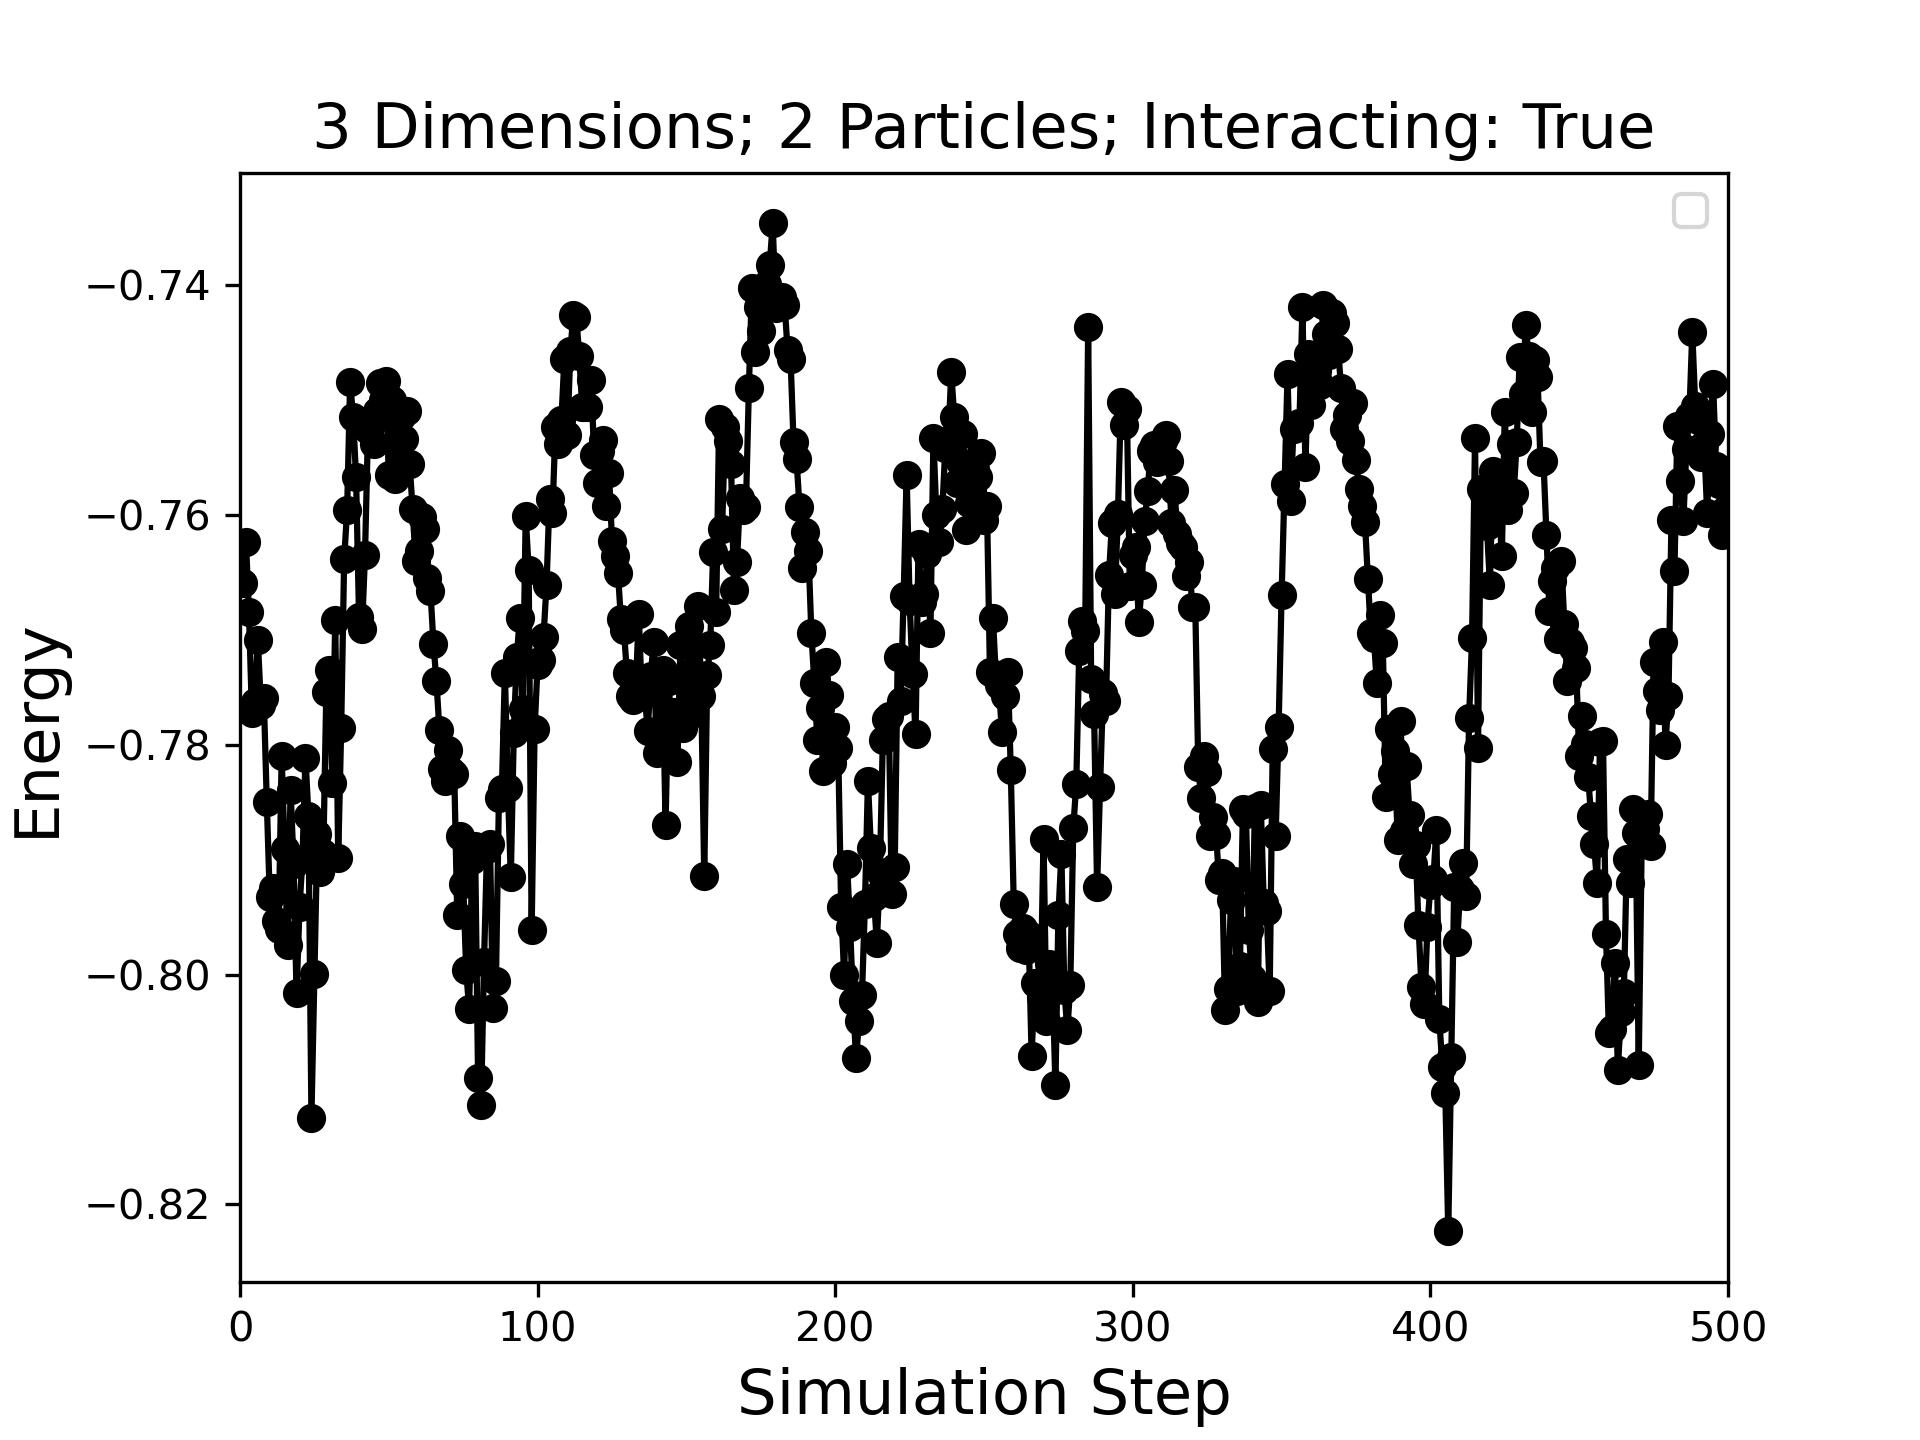 3 Dimensions; 2 Particles; Interacting: True
−0.74
−0.76
−0.78
−0.80
−0.82
Energy
0 100 200 300 400 500
Simulation Step